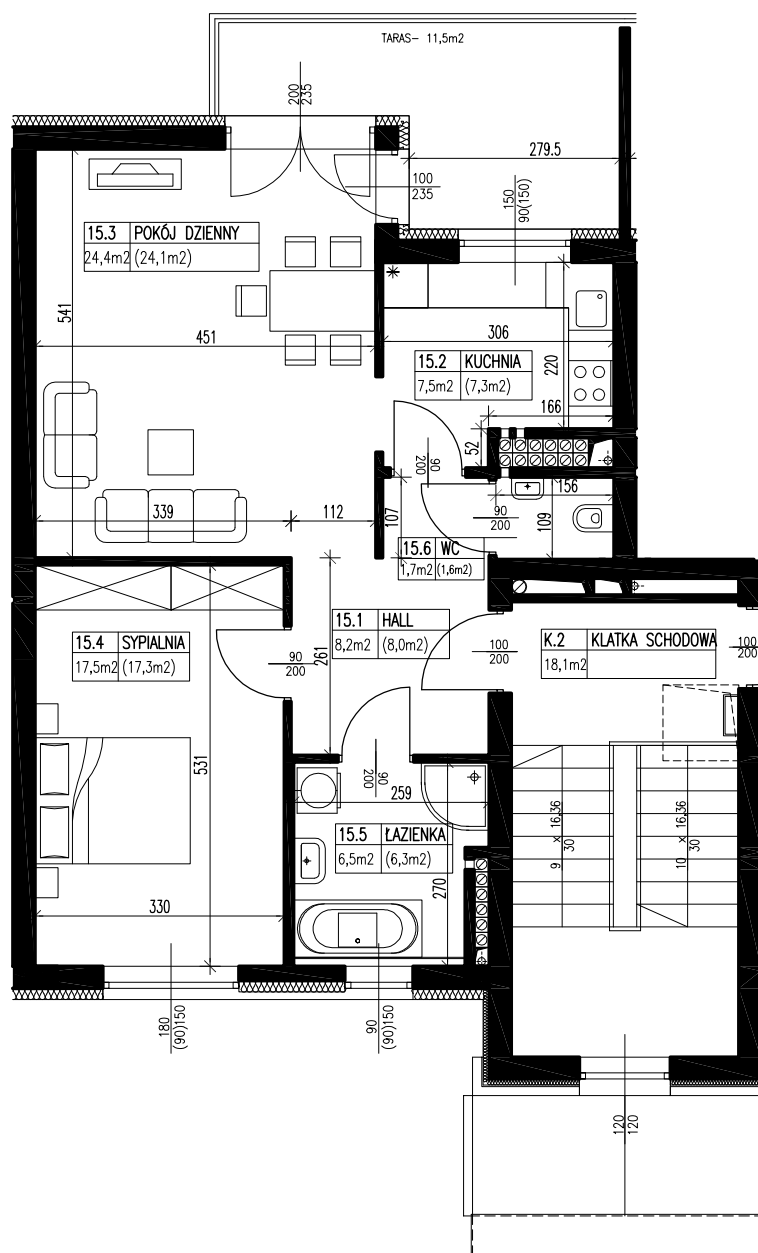 TARAS– 11,5m2
200
235
100
235
279.5
150
90(150)
15.3 POKÓJ DZIENNY
24,4m2 (24,1m2)
541
451
306
15.2 KUCHNIA
7,5m2 (7,3m2)
220
166
52
90
200
339
112
107
90
200
156
109
15.6 WC
1,7m2 (1,6m2)
15.1 HALL
8,2m2 (8,0m2)
15.4 SYPIALNIA
17,5m2 (17,3m2)
90
200
261
100
200
K.2 KLATKA SCHODOWA
18,1m2
100
200
531
90
200
259
15.5 ŁAZIENKA
6,5m2 (6,3m2)
270
9 x 16,36
30
10 x 16,36
30
330
180
(90)150
90
(90)150
120
120